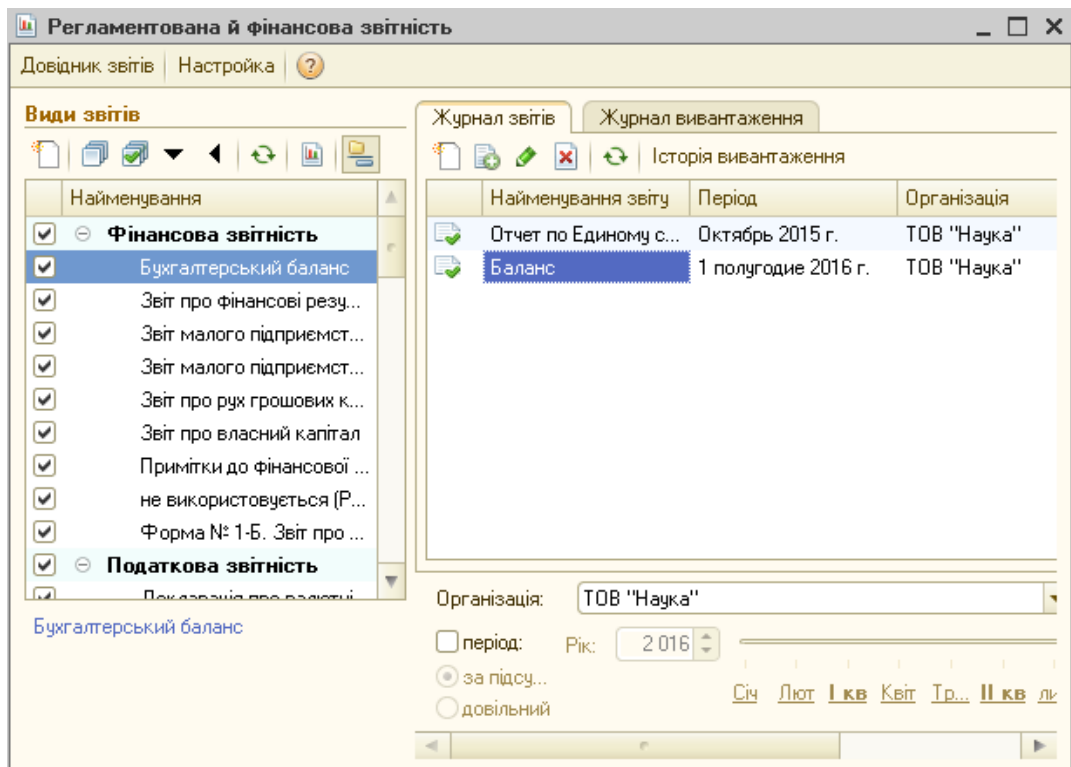 Регламентована й фінансова звітність
Довідник звітів Настройка ?
Види звітів
Найменування
Фінансова звітність
Бухгалтерський баланс
Звіт про фінансові резу...
Звіт малого підприємст...
Звіт малого підприємст...
Звіт про рух грошових к...
Звіт про власний капітал
Примітки до фінансової ...
не використовується (Р...
Форма № 1-Б. Звіт про ...
Податкова звітність
Декларація про валютні
Бухгалтерський баланс
Журнал звітів Журнал вивантаження
Історія вивантаження
Найменування звіту Період Організація
Отчет по Единому с... Октябрь 2015 г. ТОВ "Наука"
Баланс 1 полугодие 2016 г. ТОВ "Наука"
Організація: ТОВ "Наука"
період: Рік: 2 016
за підсу...
довільний
Січ Лют I кв Квіт Тр... II кв ли